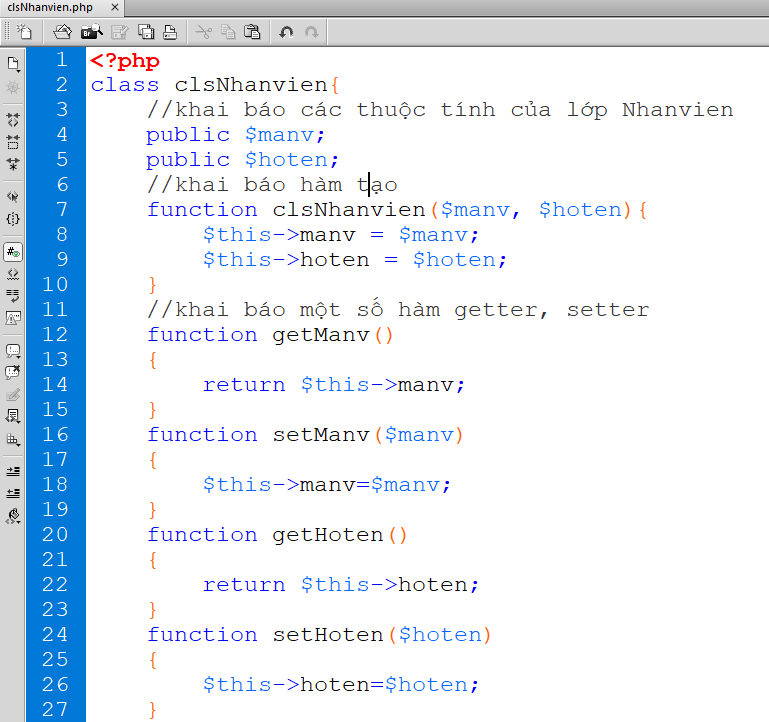 clsNhanvien.php
Br
1 <?php
2 class clsNhanvien{
3     //khai báo các thuộc tính của lớp Nhanvien
4     public $manv;
5     public $hoten;
6     //khai báo hàm tạo
7     function clsNhanvien($manv, $hoten){
8         $this->manv = $manv;
9         $this->hoten = $hoten;
10     }
11     //khai báo một số hàm getter, setter
12     function getManv()
13     {
14         return $this->manv;
15     }
16     function setManv($manv)
17     {
18         $this->manv=$manv;
19     }
20     function getHoten()
21     {
22         return $this->hoten;
23     }
24     function setHoten($hoten)
25     {
26         $this->hoten=$hoten;
27     }